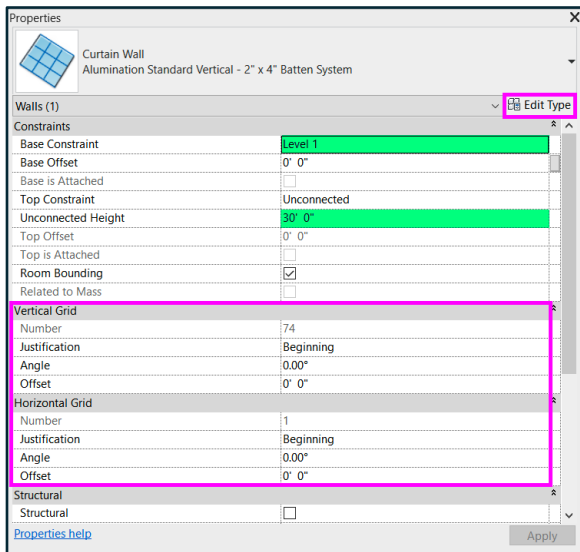 Properties
Curtain Wall
Alumination Standard Vertical - 2" x 4" Batten System
Walls (1) Edit Type
Constraints
Base Constraint Level 1
Base Offset 0' 0"
Base is Attached
Top Constraint Unconnected
Unconnected Height 30' 0"
Top Offset 0' 0"
Top is Attached
Room Bounding
Related to Mass
Vertical Grid
Number 74
Justification Beginning
Angle 0.00°
Offset 0' 0"
Horizontal Grid
Number 1
Justification Beginning
Angle 0.00°
Offset 0' 0"
Structural
Structural
Properties help Apply